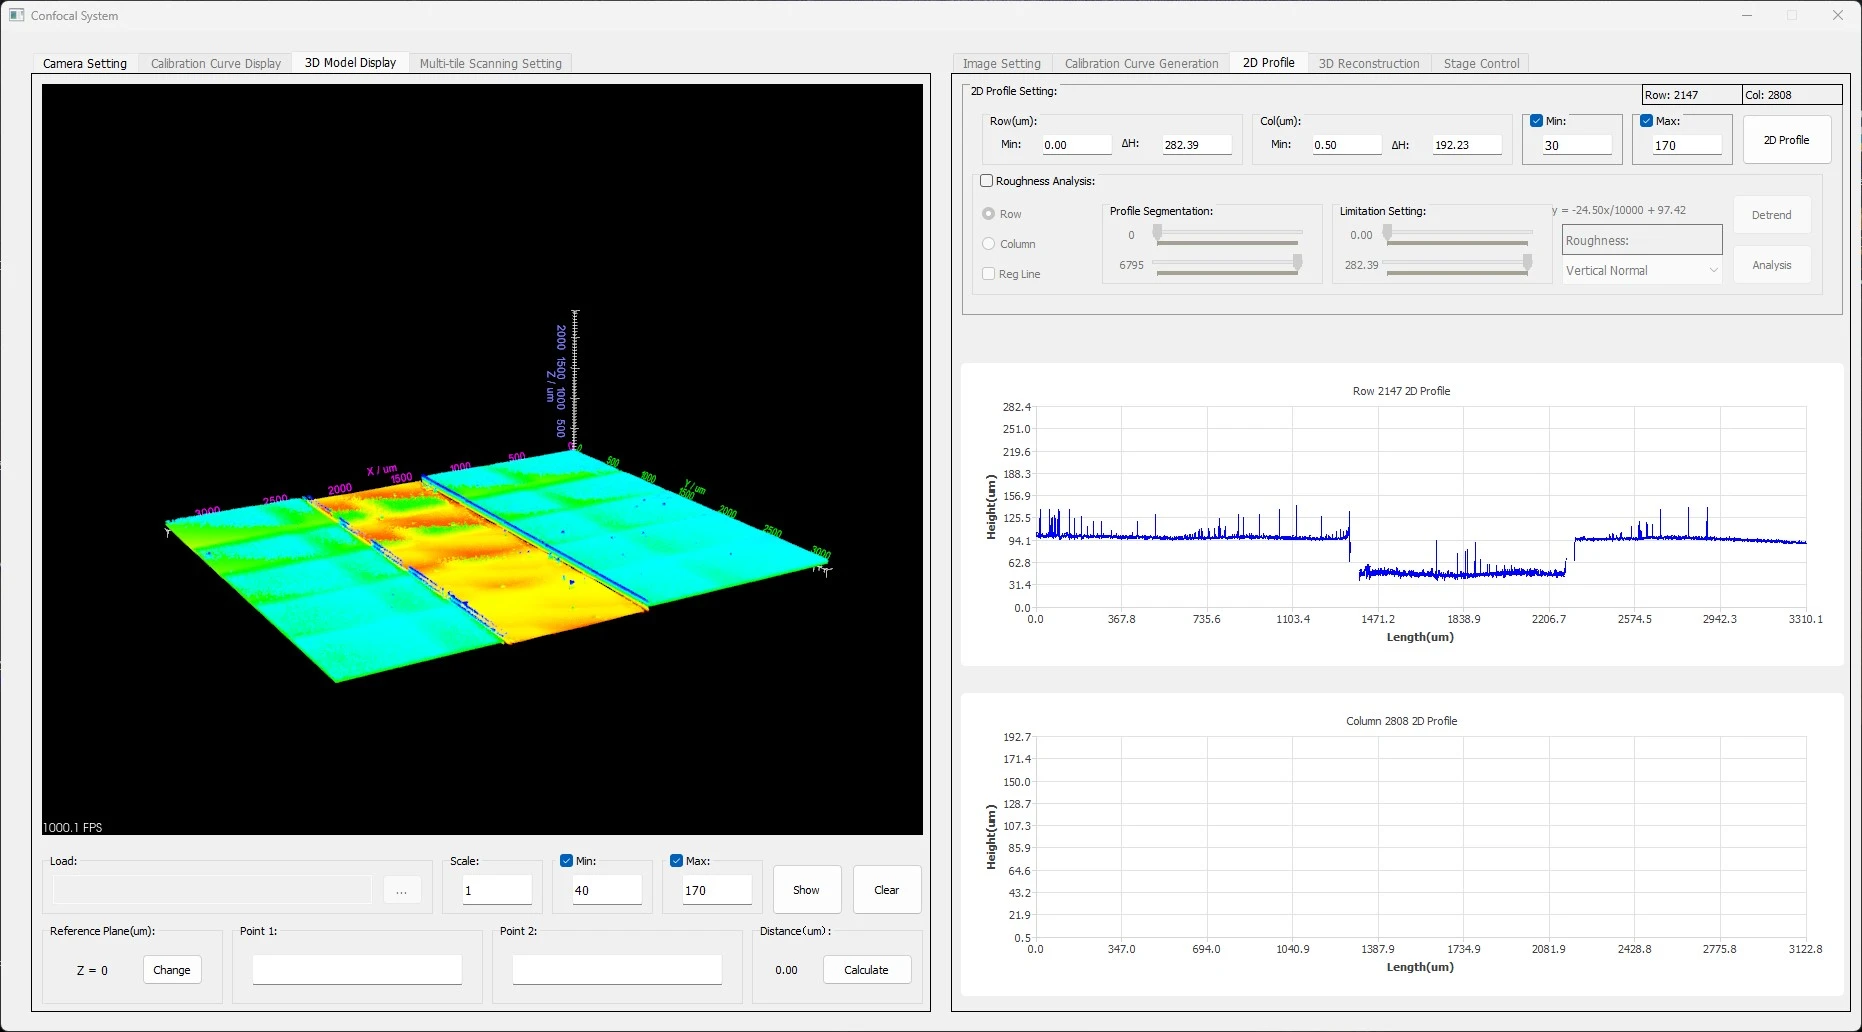 Confocal System
Camera Setting
Calibration Curve Display
3D Model Display
Multi-tile Scanning Setting
2000
1500
1000
500
Z / um
0
0
X / um
500
1000
1500
2000
2500
3000
Y / um
500
1000
1500
2000
2500
3000
1000.1 FPS
Load:
...
Scale:
1
Min:
40
Max:
170
Show
Clear
Reference Plane(um):
Z = 0
Change
Point 1:
Point 2:
Distance(um):
0.00
Calculate
Image Setting
Calibration Curve Generation
2D Profile
3D Reconstruction
Stage Control
2D Profile Setting:
Row: 2147
Col: 2808
Row(um):
Min:
0.00
ΔH:
282.39
Col(um):
Min:
0.50
ΔH:
192.23
Min:
30
Max:
170
2D Profile
Roughness Analysis:
Row
Column
Reg Line
Profile Segmentation:
0
6795
Limitation Setting:
0.00
282.39
y = -24.50x/10000 + 97.42
Roughness:
Vertical Normal
Detrend
Analysis
Row 2147 2D Profile
Height(um)
282.4
251.0
219.6
188.3
156.9
125.5
94.1
62.8
31.4
0.0
0.0
367.8
735.6
1103.4
1471.2
1838.9
2206.7
2574.5
2942.3
3310.1
Length(um)
Column 2808 2D Profile
Height(um)
192.7
171.4
150.0
128.7
107.3
85.9
64.6
43.2
21.9
0.5
0.0
347.0
694.0
1040.9
1387.9
1734.9
2081.9
2428.8
2775.8
3122.8
Length(um)